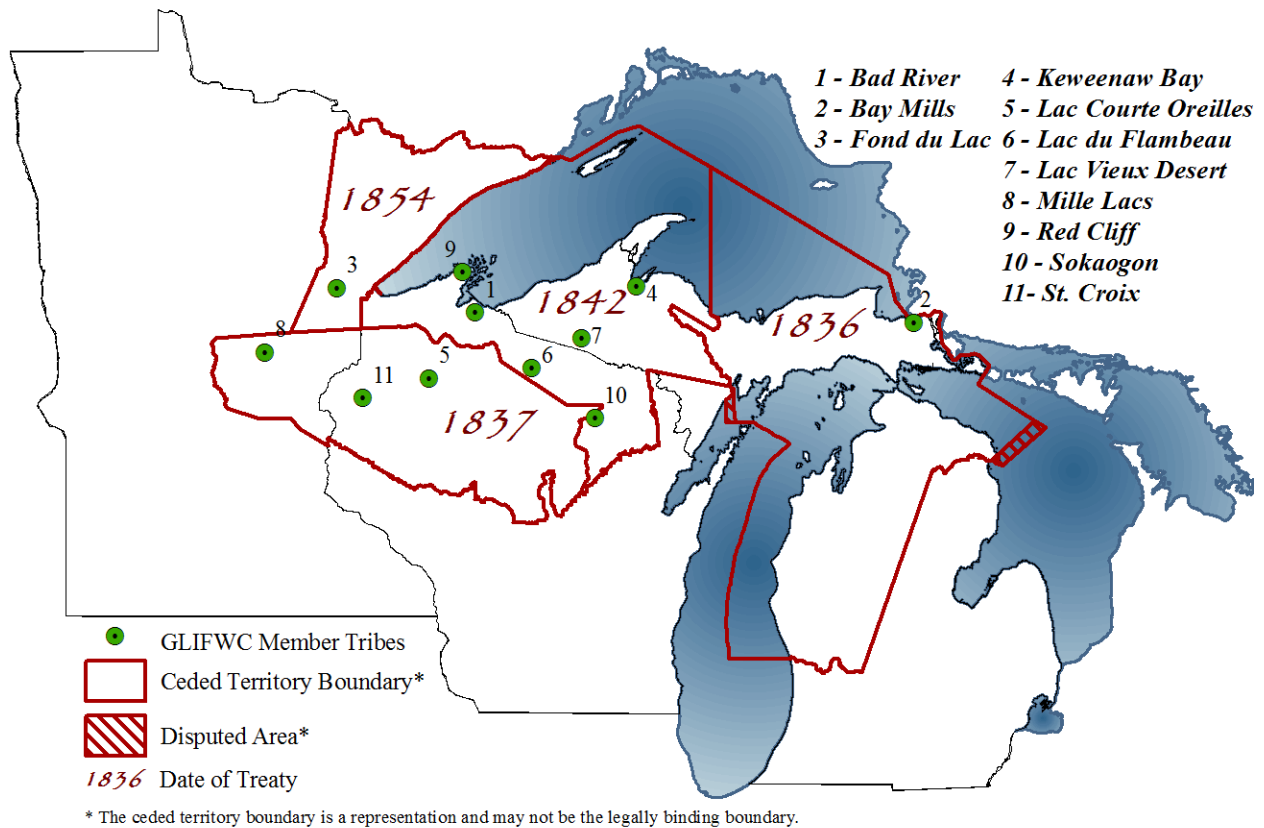 1 - Bad River
2 - Bay Mills
3 - Fond du Lac
4 - Keweenaw Bay
5 - Lac Courte Oreilles
6 - Lac du Flambeau
7 - Lac Vieux Desert
8 - Mille Lacs
9 - Red Cliff
10 - Sokaogon
11- St. Croix
1854
9
3
1
1842
4
2
1836
8
7
5
6
11
10
1837
GLIFWC Member Tribes
Ceded Territory Boundary*
Disputed Area*
1836 Date of Treaty
* The ceded territory boundary is a representation and may not be the legally binding boundary.